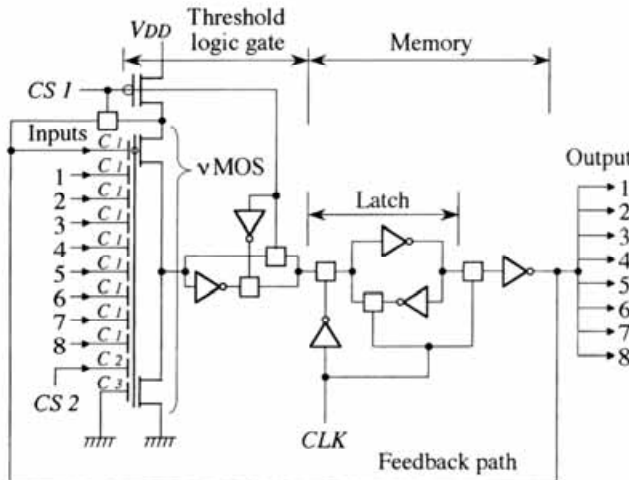 Threshold
logic gate
Memory
VDD
CS 1
Inputs
C1
ν MOS
C1
1
C1
2
C1
3
C1
4
C1
5
C1
6
C1
7
C1
8
C2
C3
CS 2
Latch
CLK
Output
1
2
3
4
5
6
7
8
Feedback path